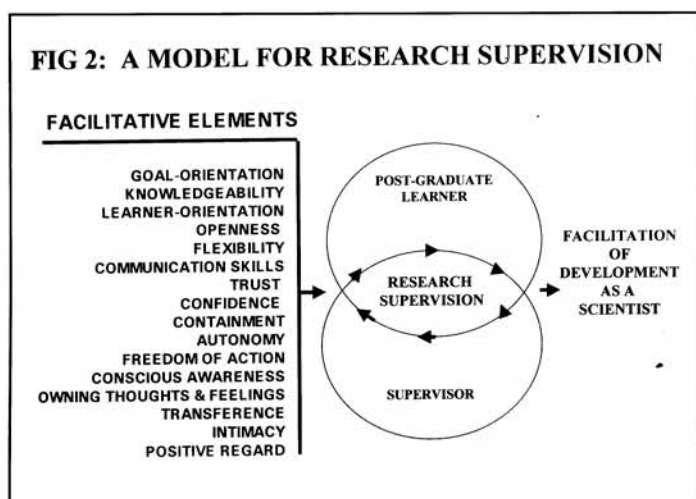 FIG 2: A MODEL FOR RESEARCH SUPERVISION
FACILITATIVE ELEMENTS
GOAL-ORIENTATION
KNOWLEDGEABILITY
LEARNER-ORIENTATION
OPENNESS
FLEXIBILITY
COMMUNICATION SKILLS
TRUST
CONFIDENCE
CONTAINMENT
AUTONOMY
FREEDOM OF ACTION
CONSCIOUS AWARENESS
OWNING THOUGHTS & FEELINGS
TRANSFERENCE
INTIMACY
POSITIVE REGARD
POST-GRADUATE
LEARNER
RESEARCH
SUPERVISION
SUPERVISOR
FACILITATION
OF
DEVELOPMENT
AS A
SCIENTIST